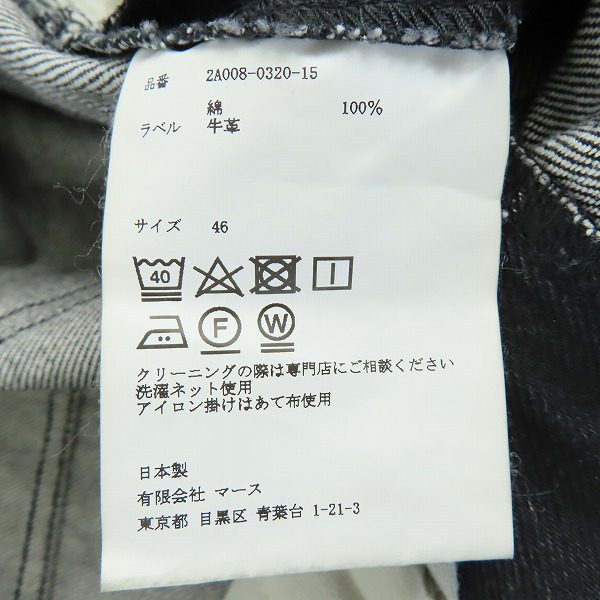 品番 2A008-0320-15
綿 100%
ラベル 牛革
サイズ 46
40
F W
クリーニングの際は専門店にご相談ください
洗濯ネット使用
アイロン掛けはあて布使用
日本製
有限会社 マース
東京都 目黒区 青葉台 1-21-3